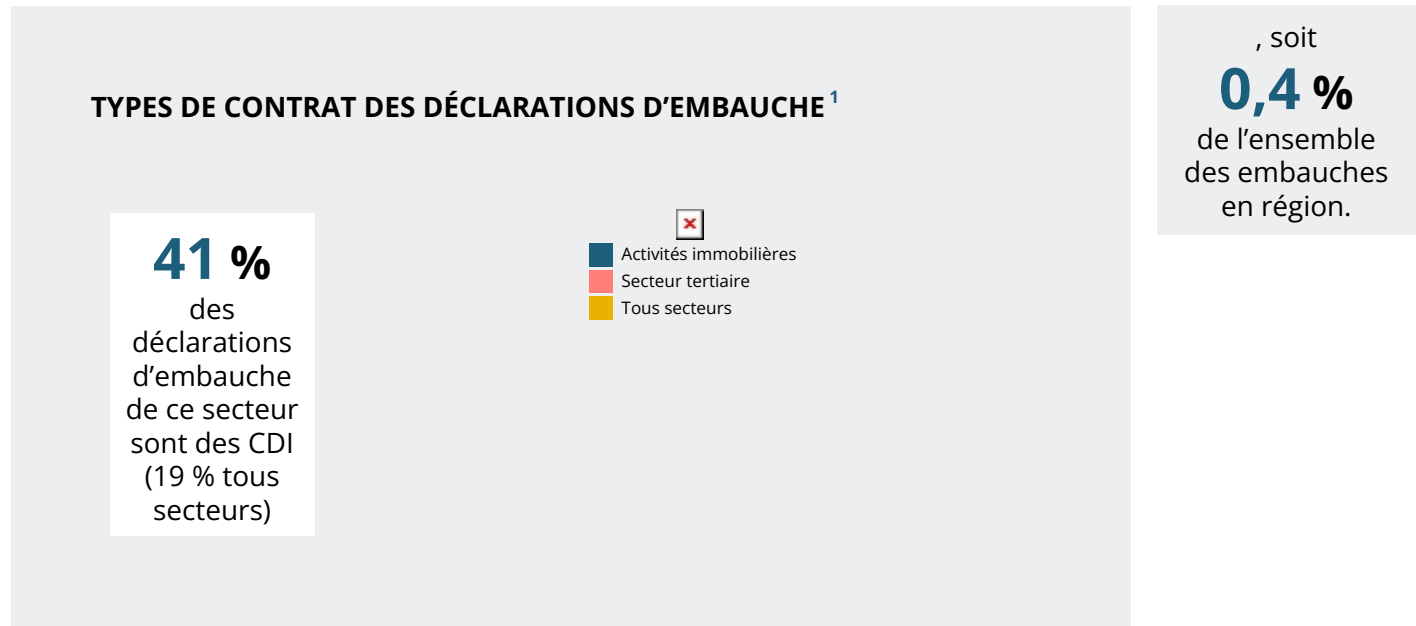 TYPES DE CONTRAT DES DÉCLARATIONS D’EMBAUCHE 1
41 %
des
déclarations
d’embauche
de ce secteur
sont des CDI
(19 % tous
secteurs)
Activités immobilières
Secteur tertiaire
Tous secteurs
, soit
0,4 %
de l’ensemble
des embauches
en région.